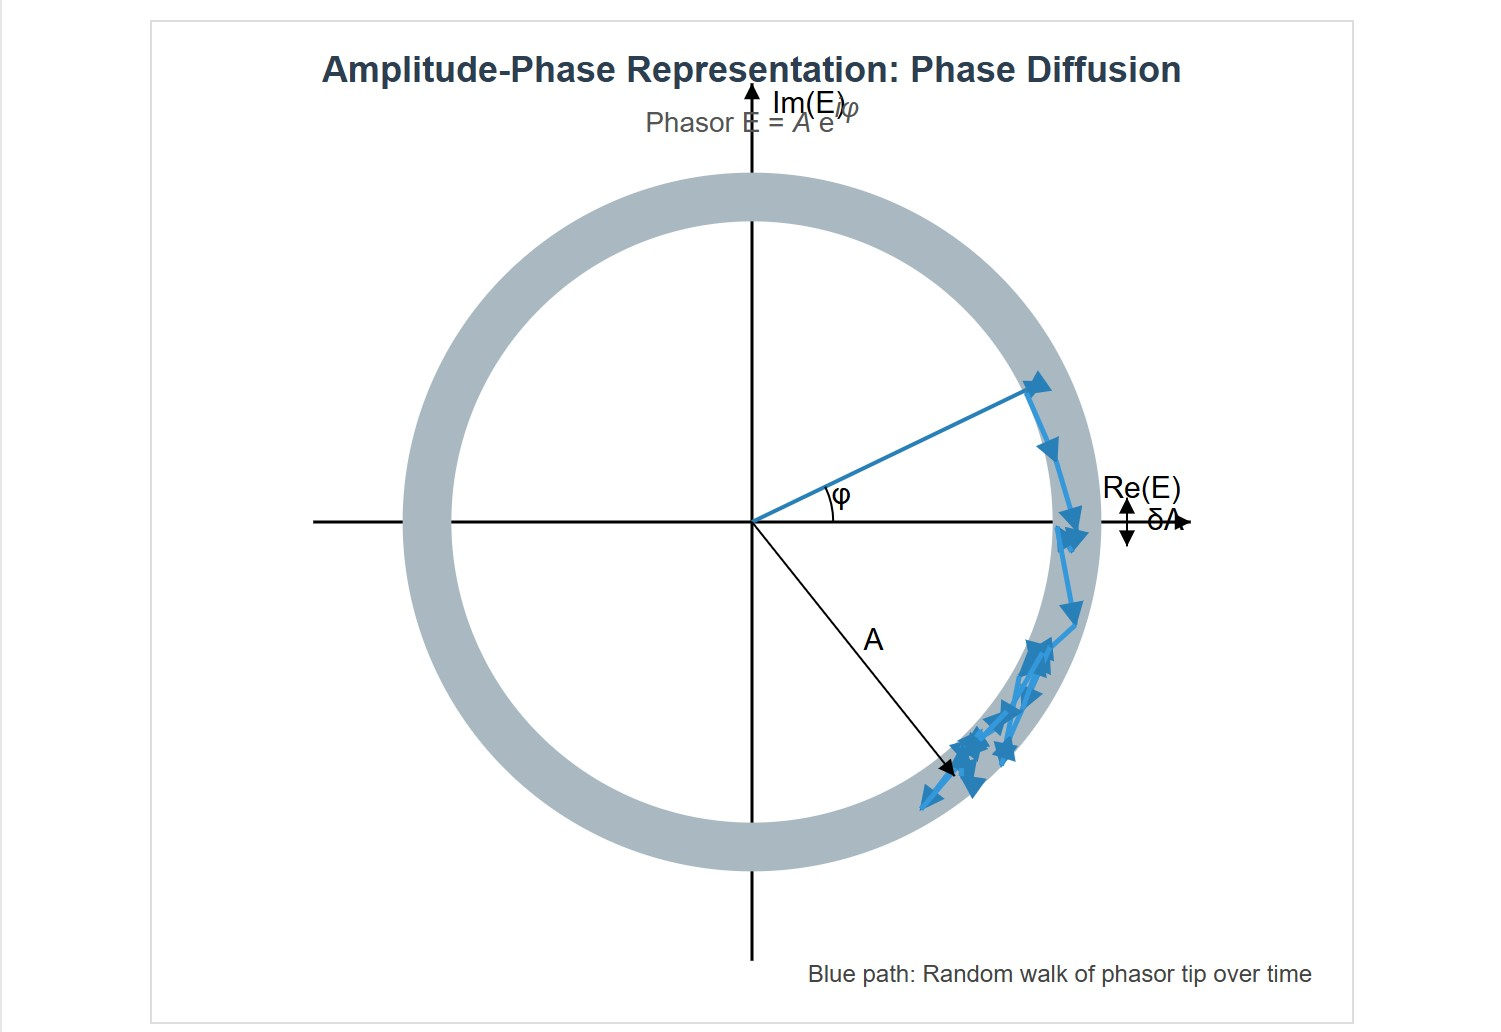 Amplitude-Phase Representation: Phase Diffusion
Im(E)
Phasor E = A e^iφ
Re(E)
φ
δA
A
Blue path: Random walk of phasor tip over time